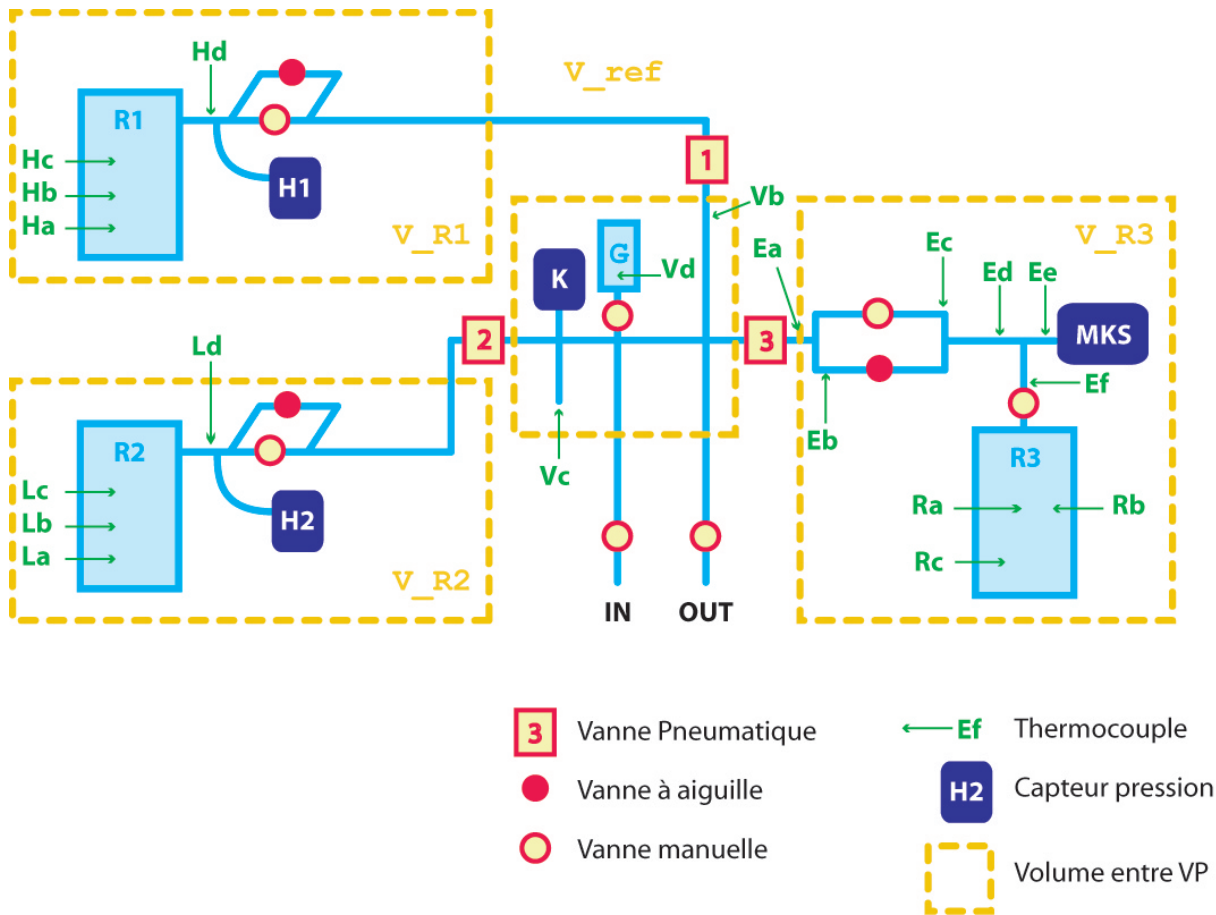 Hd
V_ref
R1
Hc
Hb
Ha
H1
V_R1
1
Vb
K
G
Vd
Ea
Ec
V_R3
Ed
Ee
MKS
2
3
Ld
Eb
Ef
Vc
R2
Lc
Lb
La
H2
V_R2
R3
Ra
Rb
Rc
IN
OUT
3 Vanne Pneumatique
Vanne à aiguille
Vanne manuelle
Ef Thermocouple
H2 Capteur pression
Volume entre VP